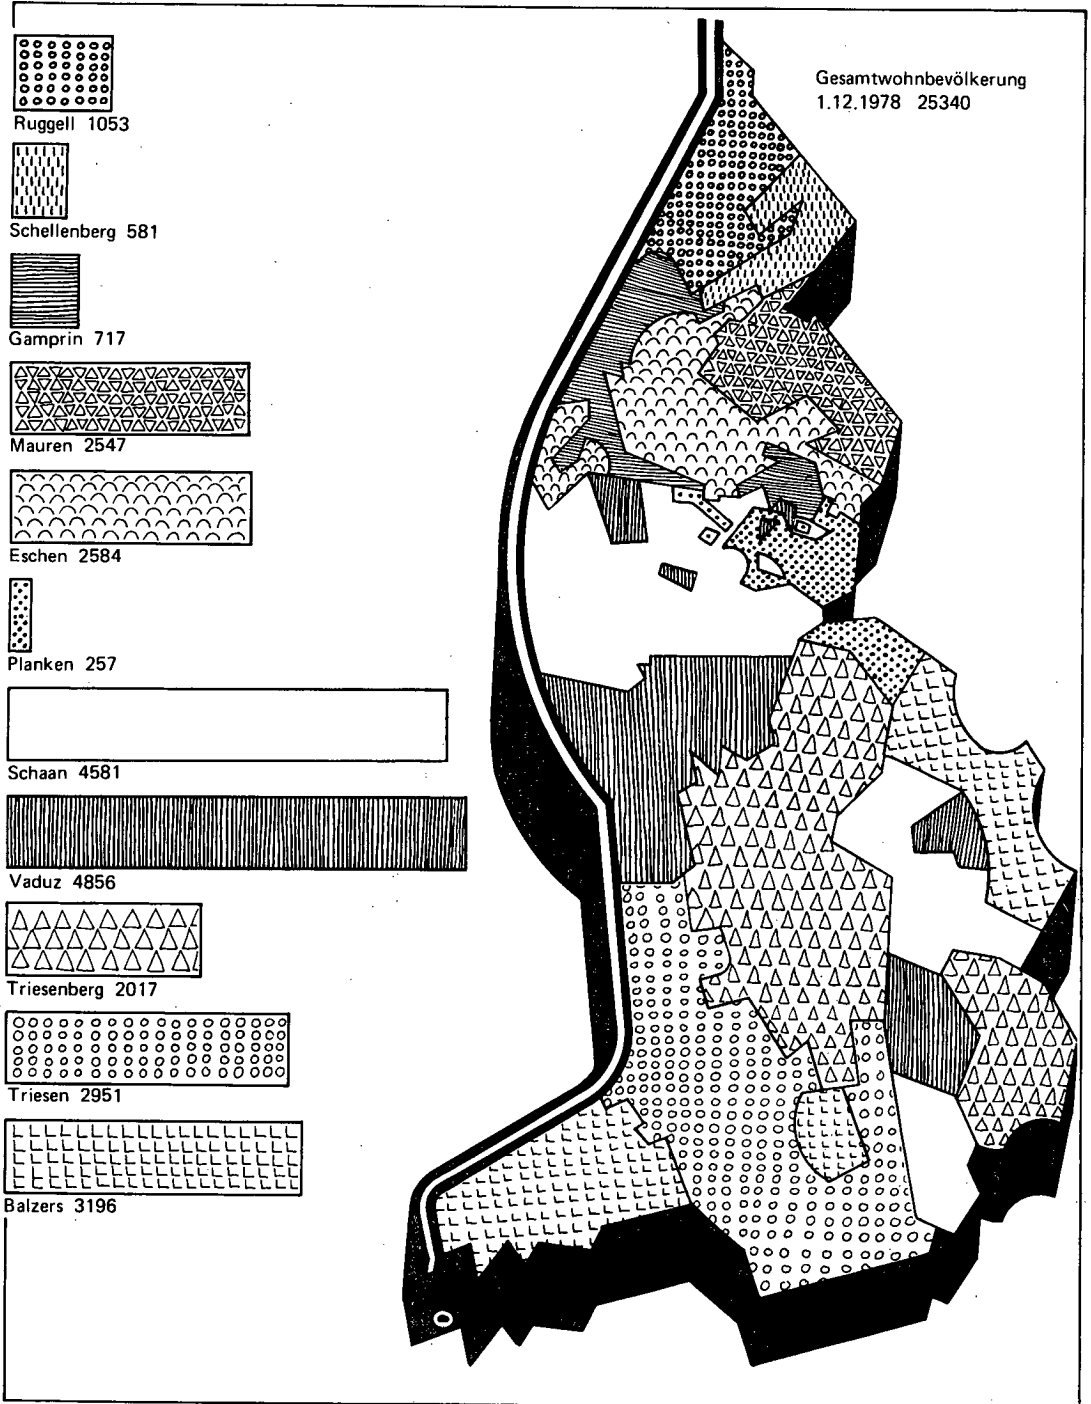 Gesamtwohnbevölkerung
1.12.1978 25340
Ruggell 1053
Schellenberg 581
Gamprin 717
Mauren 2547
Eschen 2584
Planken 257
Schaan 4581
Vaduz 4856
Triesenberg 2017
Triesen 2951
Balzers 3196